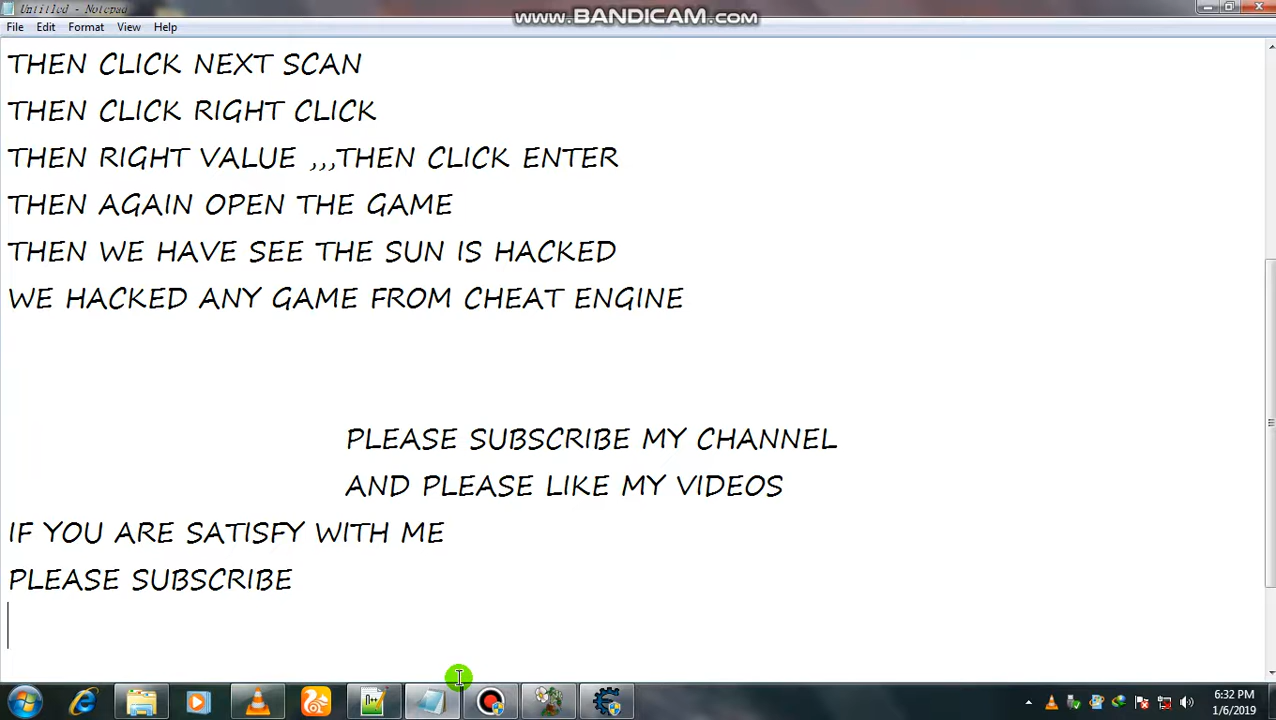 Untitled - Notepad
www.BANDICAM.com
File Edit Format View Help
THEN CLICK NEXT SCAN
THEN CLICK RIGHT CLICK
THEN RIGHT VALUE ,,,THEN CLICK ENTER
THEN AGAIN OPEN THE GAME
THEN WE HAVE SEE THE SUN IS HACKED
WE HACKED ANY GAME FROM CHEAT ENGINE
PLEASE SUBSCRIBE MY CHANNEL
AND PLEASE LIKE MY VIDEOS
IF YOU ARE SATISFY WITH ME
PLEASE SUBSCRIBE
6:32 PM
1/6/2019